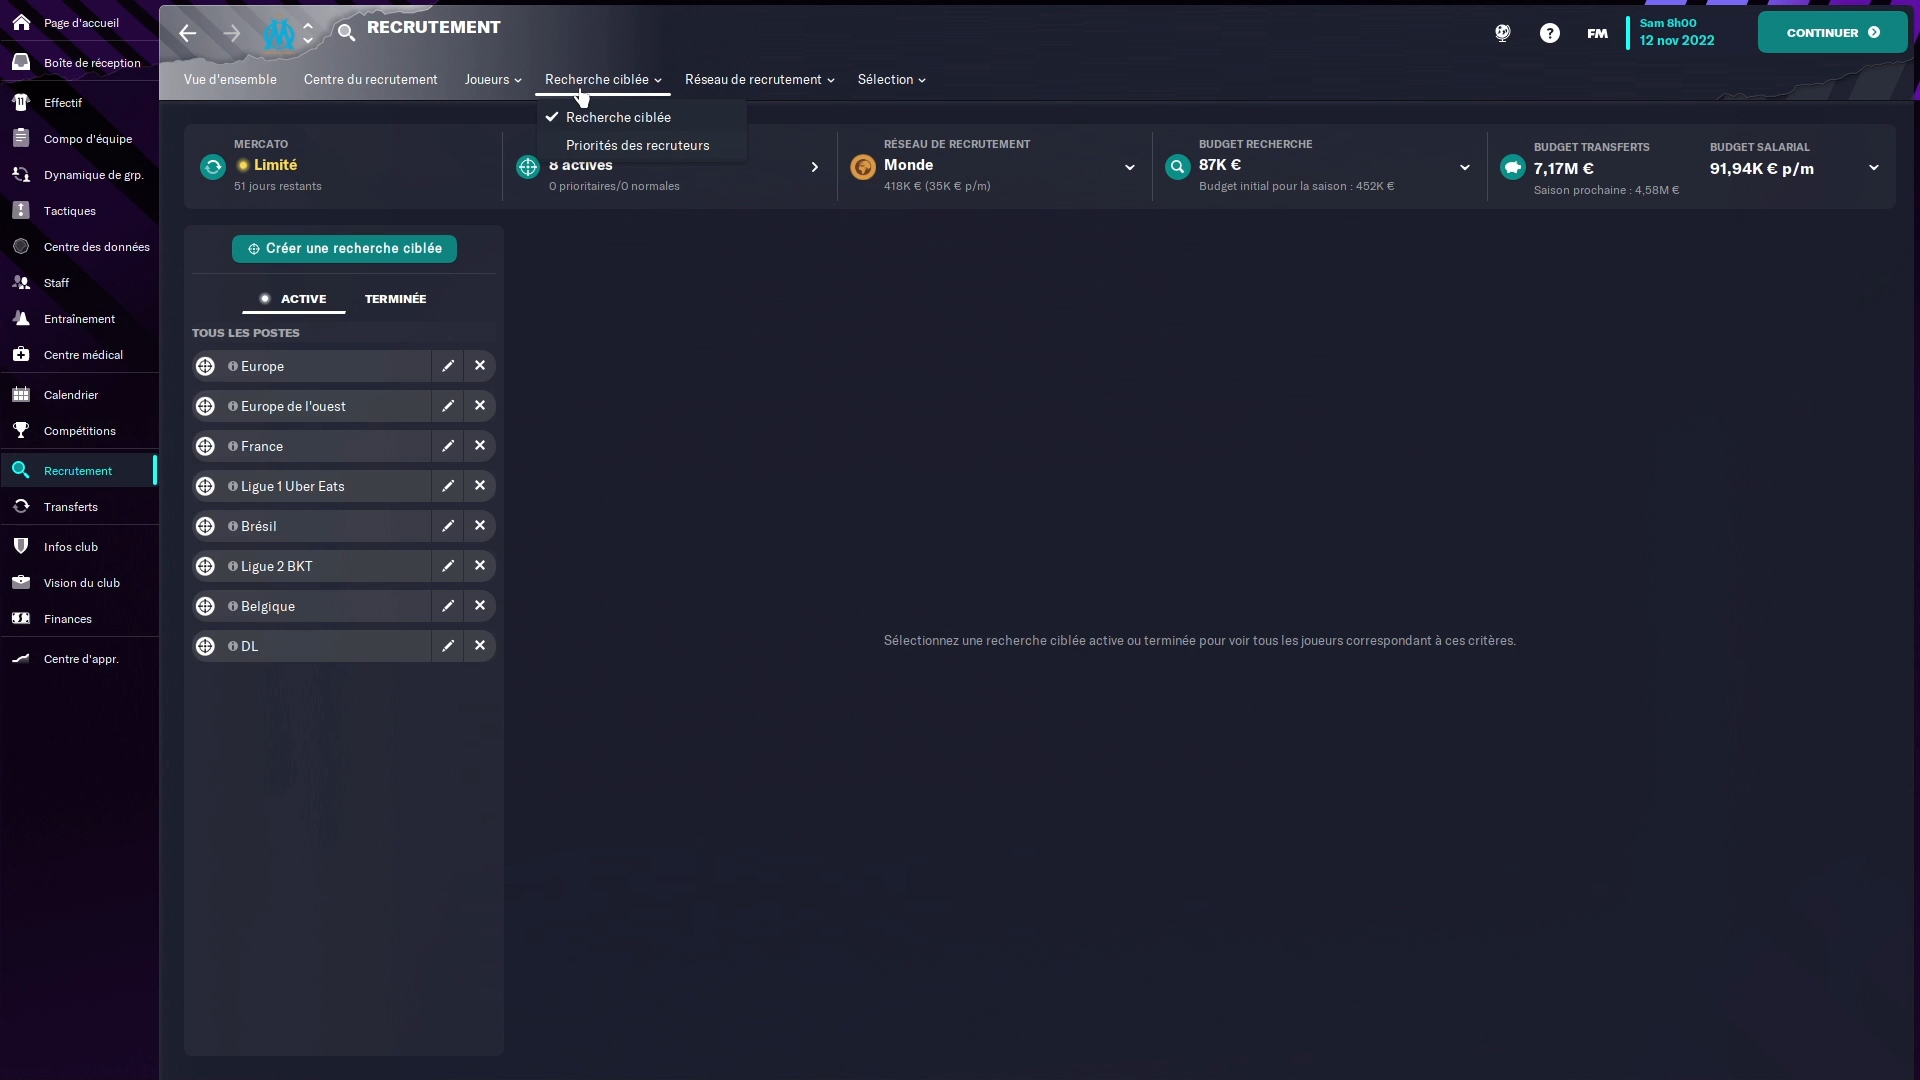 Page d'accueil
Boîte de réception
Effectif
Compo d'équipe
Dynamique de grp.
Tactiques
Centre des données
Staff
Entraînement
Centre médical
Calendrier
Compétitions
Recrutement
Transferts
Infos club
Vision du club
Finances
Centre d'appr.
RECRUTEMENT
FM
Sam 8h00
12 nov 2022
CONTINUER
Vue d'ensemble
Centre du recrutement
Joueurs
Recherche ciblée
Réseau de recrutement
Sélection
Recherche ciblée
Priorités des recruteurs
MERCATO
Limité
51 jours restants
8 actives
0 prioritaires/0 normales
RÉSEAU DE RECRUTEMENT
Monde
418K € (35K € p/m)
BUDGET RECHERCHE
87K €
Budget initial pour la saison : 452K €
BUDGET TRANSFERTS
7,17M €
Saison prochaine : 4,58M €
BUDGET SALARIAL
91,94K € p/m
Créer une recherche ciblée
ACTIVE
TERMINÉE
TOUS LES POSTES
Europe
Europe de l'ouest
France
Ligue 1 Uber Eats
Brésil
Ligue 2 BKT
Belgique
DL
Sélectionnez une recherche ciblée active ou terminée pour voir tous les joueurs correspondant à ces critères.